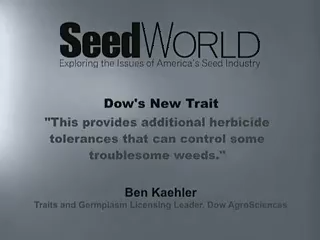 SeedWORLD
Exploring the Issues of America's Seed Industry
Dow's New Trait
"This provides additional herbicide
tolerances that can control some
troublesome weeds."
Ben Kaehler
Traits and Germplasm Licensing Leader, Dow AgroSciences